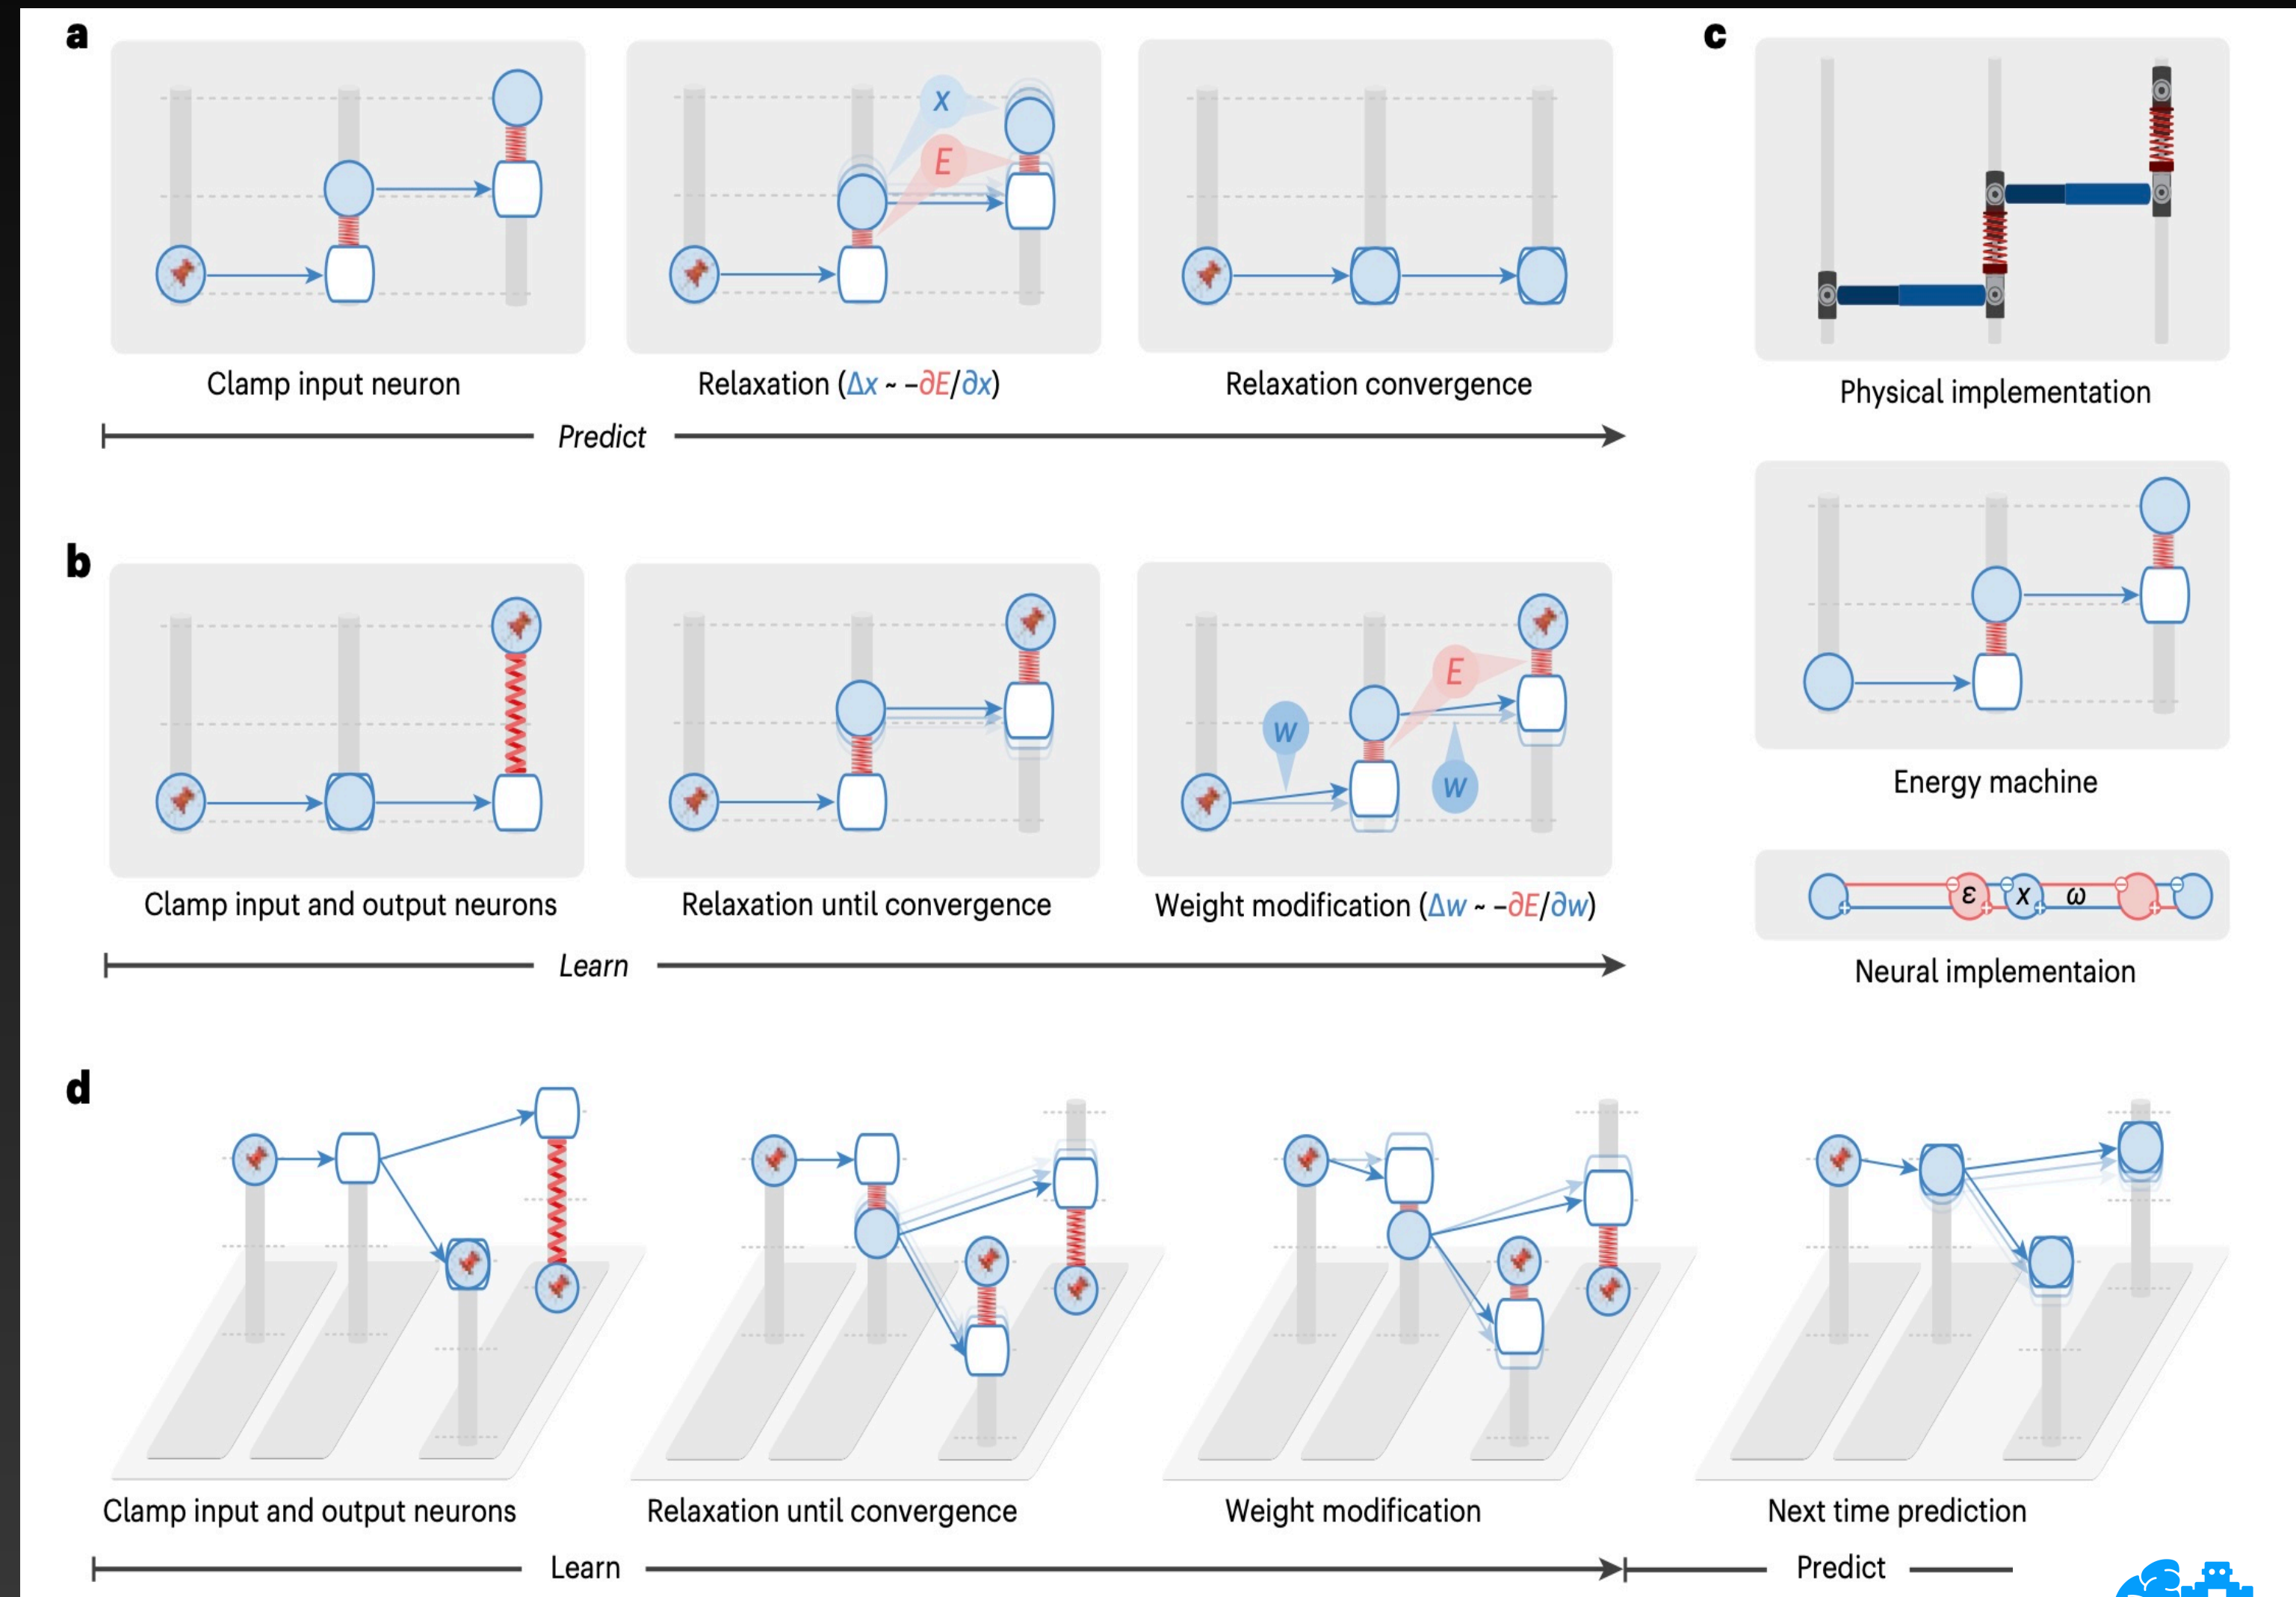 a
x
E
Clamp input neuron
Relaxation (Δx ~ –∂E/∂x)
Relaxation convergence
Predict
b
E
w
w
Clamp input and output neurons
Relaxation until convergence
Weight modification (Δw ~ –∂E/∂w)
Learn
c
Physical implementation
Energy machine
ε x ω
Neural implementaion
d
Clamp input and output neurons
Relaxation until convergence
Weight modification
Next time prediction
Learn
Predict